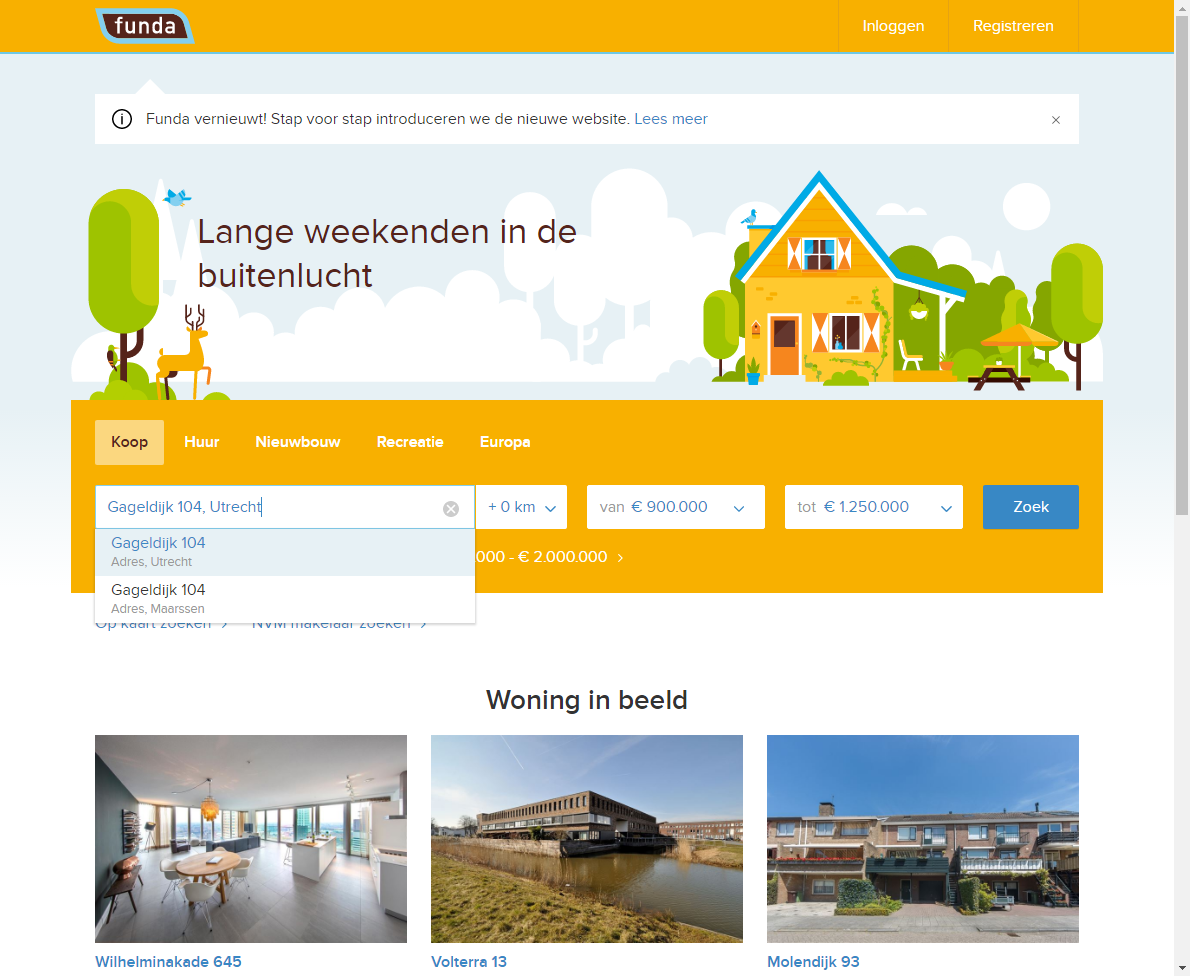 funda
Inloggen
Registreren
Funda vernieuwt! Stap voor stap introduceren we de nieuwe website. Lees meer
Lange weekenden in de
buitenlucht
Koop
Huur
Nieuwbouw
Recreatie
Europa
Gageldijk 104, Utrecht
+ 0 km
van € 900.000
tot € 1.250.000
Zoek
Gageldijk 104
Adres, Utrecht
000 - € 2.000.000
Gageldijk 104
Adres, Maarssen
Op kaart zoeken
NVM makelaar zoeken
Woning in beeld
Wilhelminakade 645
Volterra 13
Molendijk 93